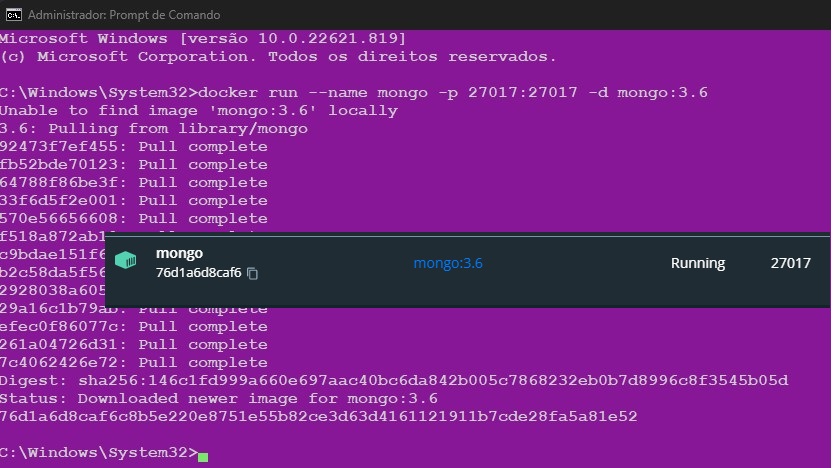 Administrador: Prompt de Comando
Microsoft Windows [versão 10.0.22621.819]
(c) Microsoft Corporation. Todos os direitos reservados.
C:\Windows\System32>docker run --name mongo -p 27017:27017 -d mongo:3.6
Unable to find image 'mongo:3.6' locally
3.6: Pulling from library/mongo
92473f7ef455: Pull complete
fb52bde70123: Pull complete
64788f86be3f: Pull complete
33f6d5f2e001: Pull complete
570e56656608: Pull complete
f518a872ab1
c9bdae151f6
b2c58da5f56
2928038a605
mongo
76d1a6d8caf6
mongo:3.6
Running
27017
29a16c1b79ab: Pull complete
efec0f86077c: Pull complete
261a04726d31: Pull complete
7c4062426e72: Pull complete
Digest: sha256:146c1fd999a660e697aac40bc6da842b005c7868232eb0b7d8996c8f3545b05d
Status: Downloaded newer image for mongo:3.6
76d1a6d8caf6c8b5e220e8751e55b82ce3d63d4161121911b7cde28fa5a81e52
C:\Windows\System32>